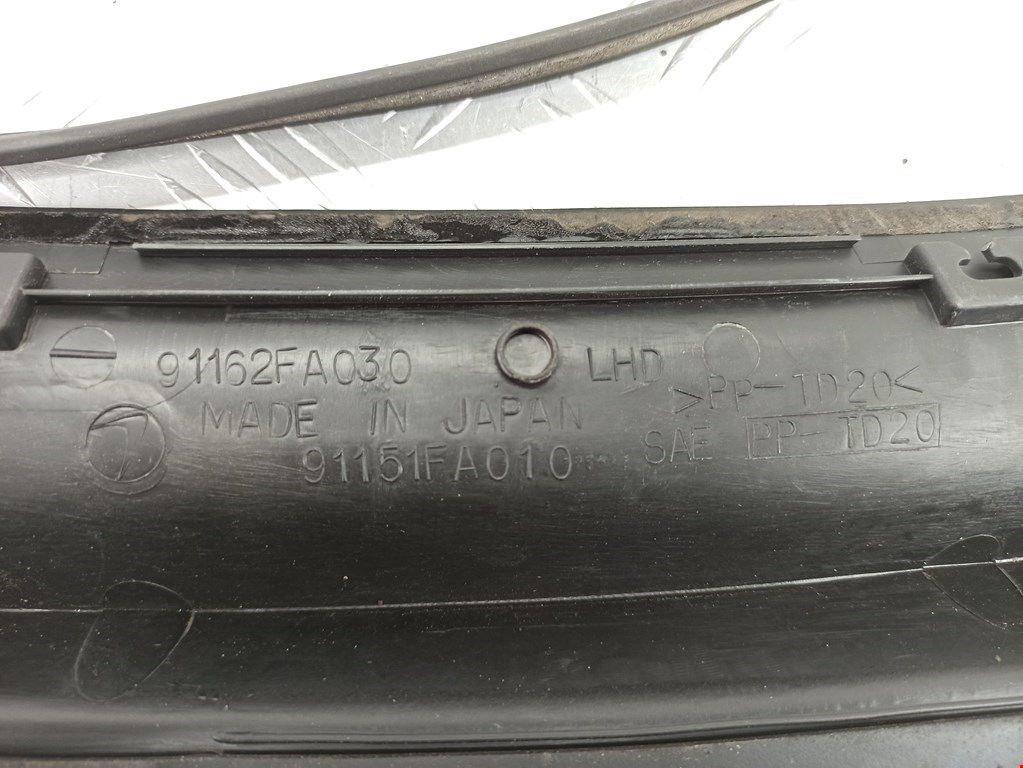 91162FA030 LHD >PP-TD20<
MADE IN JAPAN SAE PP-TD20
91151FA010